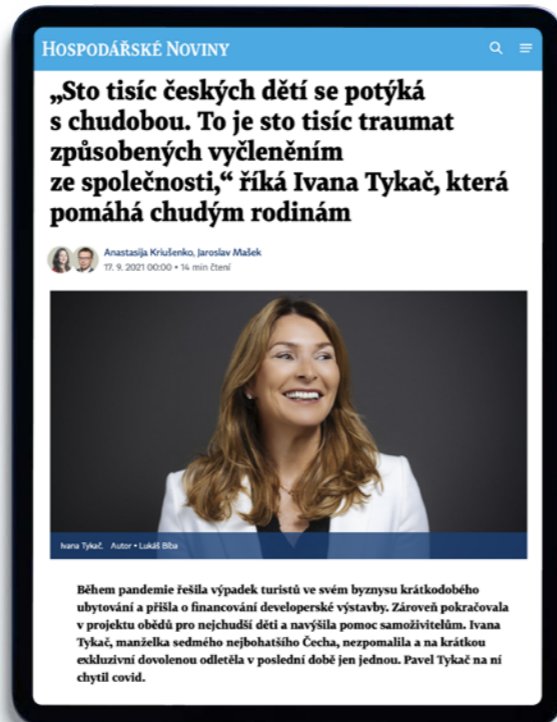 HOSPODÁŘSKÉ NOVINY
„Sto tisíc českých dětí se potýká
s chudobou. To je sto tisíc traumat
způsobených vyčleněním
ze společnosti,“ říká Ivana Tykač, která
pomáhá chudým rodinám
Anastasija Kriušenko, Jaroslav Mašek
17. 9. 2021 00:00 • 14 min čtení
Ivana Tykač. Autor • Lukáš Bíba
Během pandemie řešila výpadek turistů ve svém byznysu krátkodobého
ubytování a přišla o financování developerské výstavby. Zároveň pokračovala
v projektu obědů pro nejchudší děti a navýšila pomoc samoživitelům. Ivana
Tykač, manželka sedmého nejbohatšího Čecha, nezpomalila a na krátkou
exkluzivní dovolenou odletěla v poslední době jen jednou. Pavel Tykač na ní
chytil covid.